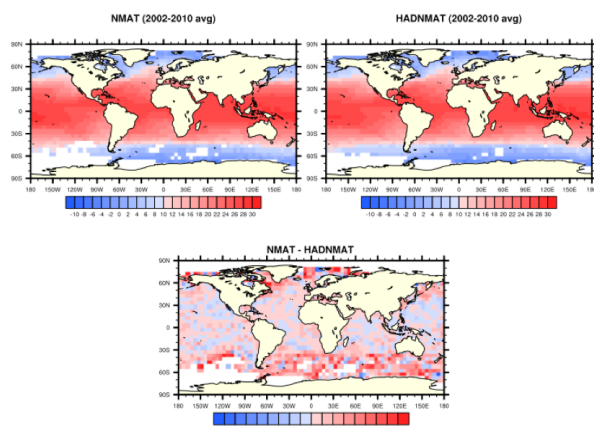 NMAT (2002-2010 avg)
HADNMAT (2002-2010 avg)
90N
60N
30N
0
30S
60S
90S
180 150W 120W 90W 60W 30W 0 30E 60E 90E 120E 150E 180
-10 -8 -6 -4 -2 0 2 4 6 8 10 12 14 16 18 20 22 24 26 28 30
90N
60N
30N
0
30S
60S
90S
180 150W 120W 90W 60W 30W 0 30E 60E 90E 120E 150E 18
-10 -8 -6 -4 -2 0 2 4 6 8 10 12 14 16 18 20 22 24 26 28 30
NMAT - HADNMAT
90N
60N
30N
0
30S
60S
90S
180 150W 120W 90W 60W 30W 0 30E 60E 90E 120E 150E 180